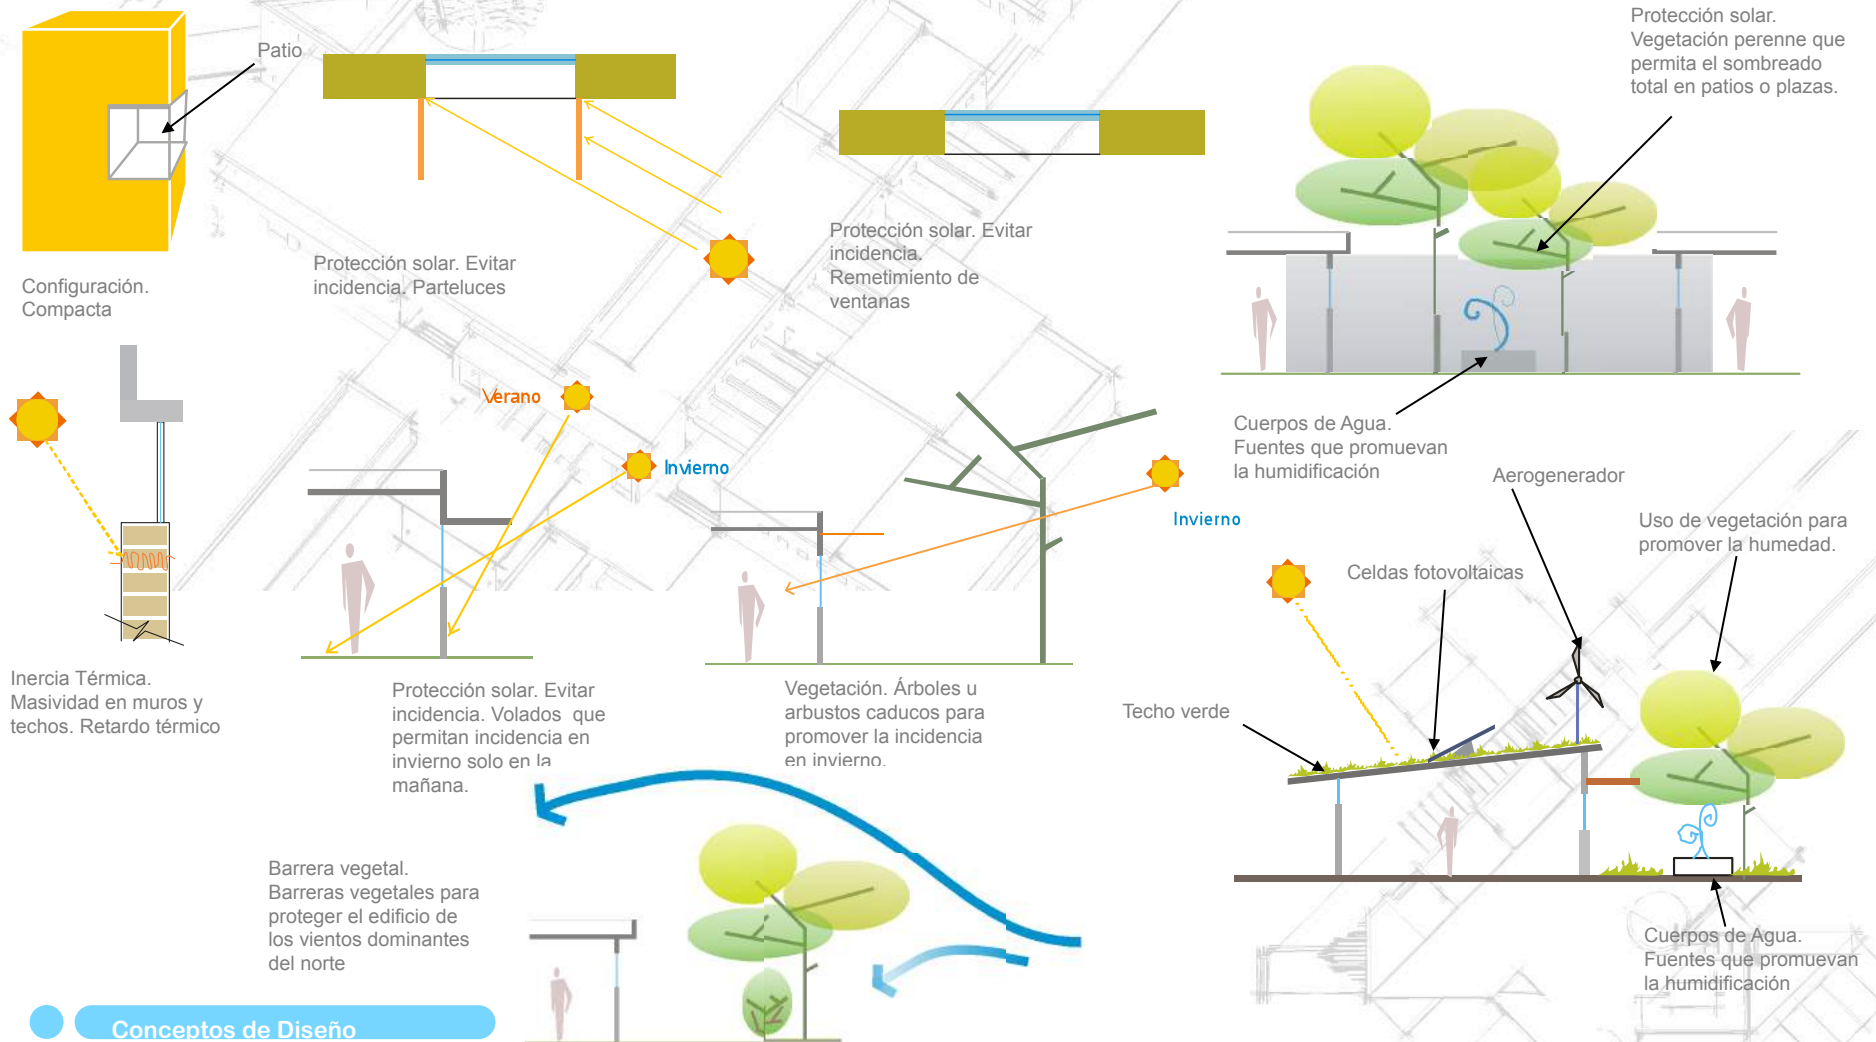 Patio
Configuración.
Compacta
Protección solar. Evitar
incidencia. Parteluces
Protección solar. Evitar
incidencia.
Remetimiento de
ventanas
Protección solar.
Vegetación perenne que
permita el sombreado
total en patios o plazas.
Cuerpos de Agua.
Fuentes que promuevan
la humidificación
Inercia Térmica.
Masividad en muros y
techos. Retardo térmico
Verano
Invierno
Protección solar. Evitar
incidencia. Volados que
permitan incidencia en
invierno solo en la
mañana.
Invierno
Vegetación. Árboles u
arbustos caducos para
promover la incidencia
en invierno.
Aerogenerador
Uso de vegetación para
promover la humedad.
Celdas fotovoltaicas
Techo verde
Cuerpos de Agua.
Fuentes que promuevan
la humidificación
Barrera vegetal.
Barreras vegetales para
proteger el edificio de
los vientos dominantes
del norte
Conceptos de Diseño